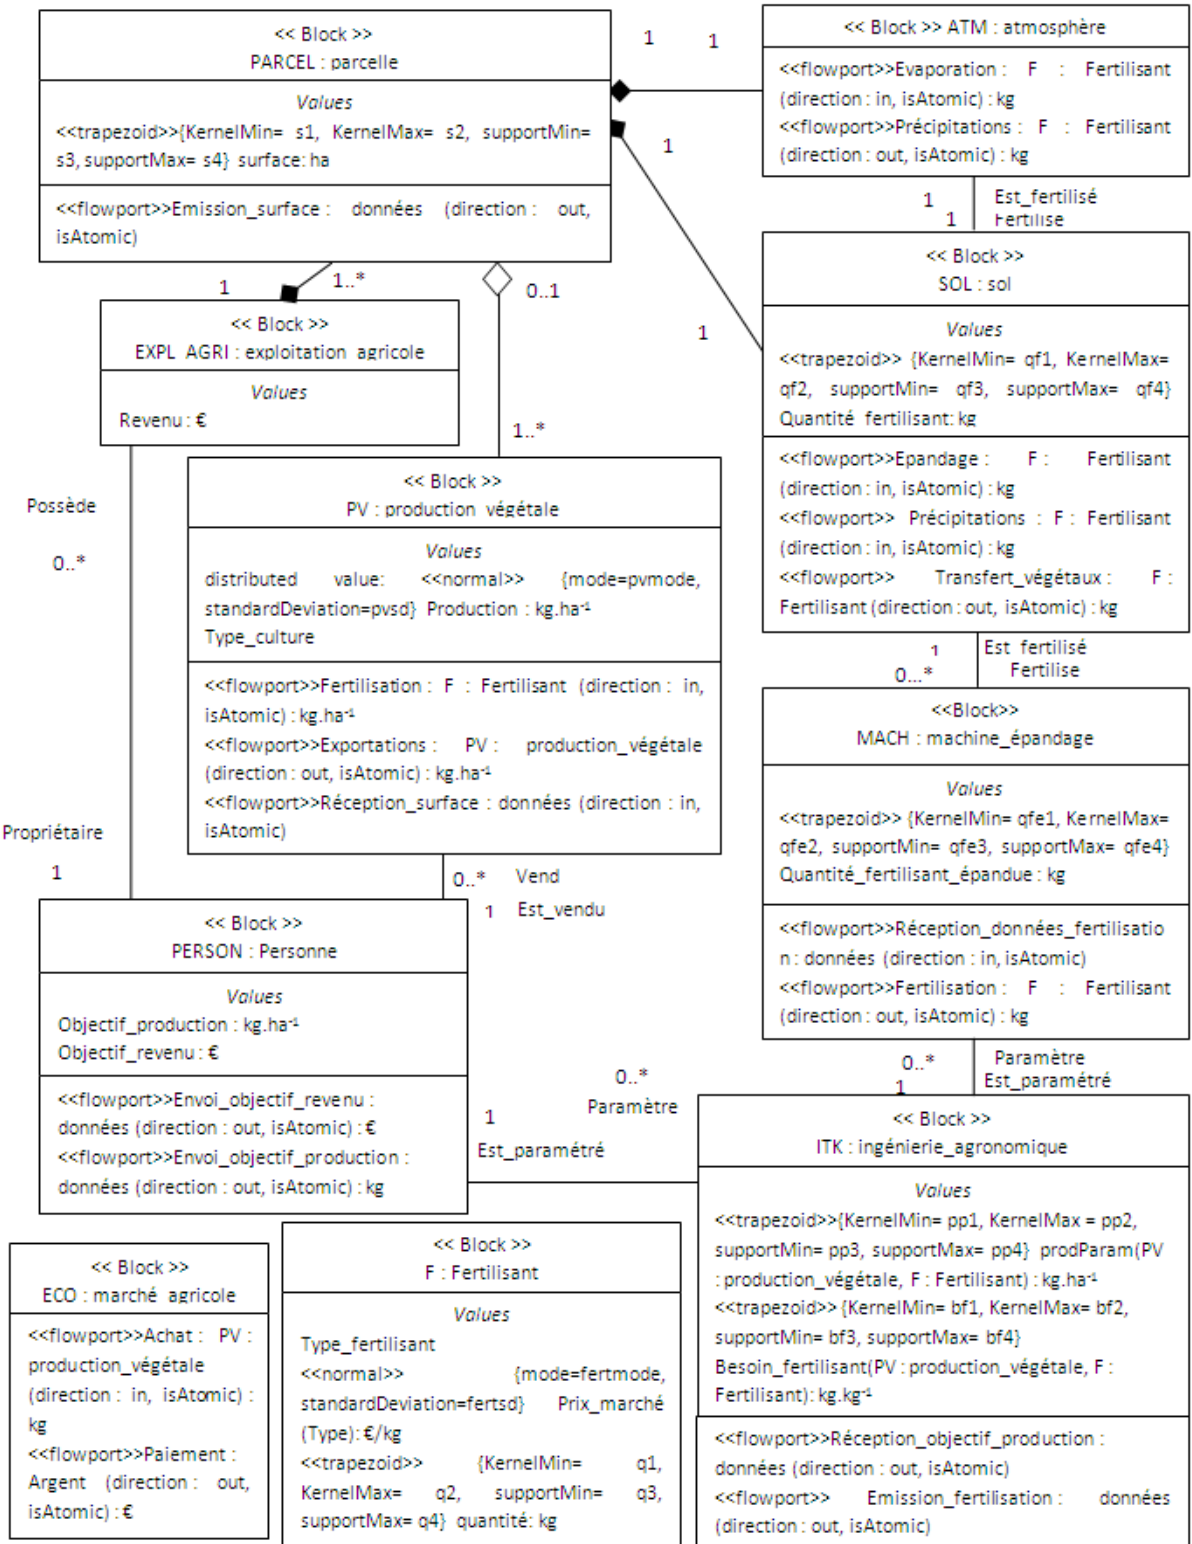 << Block >>
PARCEL : parcelle
Values
<<trapezoid>>{KernelMin= s1, KernelMax= s2, supportMin=
s3, supportMax= s4} surface: ha
<<flowport>>Emission_surface : données (direction : out,
isAtomic)
1
1
<< Block >> ATM : atmosphère
<<flowport>>Evaporation : F : Fertilisant
(direction : in, isAtomic) : kg
<<flowport>>Précipitations : F : Fertilisant
(direction : out, isAtomic) : kg
1
1
1
Est_fertilisé
1
Fertilise
<< Block >>
SOL : sol
Values
<<trapezoid>> {KernelMin= qf1, KernelMax=
qf2, supportMin= qf3, supportMax= qf4}
Quantité_fertilisant: kg
<<flowport>>Epandage : F : Fertilisant
(direction : in, isAtomic) : kg
<<flowport>> Précipitations : F : Fertilisant
(direction : in, isAtomic) : kg
<<flowport>> Transfert_végétaux : F :
Fertilisant (direction : out, isAtomic) : kg
1
1..*
0..1
<< Block >>
EXPL_AGRI : exploitation_agricole
Values
Revenu : €
1..*
<< Block >>
PV : production_végétale
Values
distributed value: <<normal>> {mode=pvmode,
standardDeviation=pvsd} Production : kg.ha-1
Type_culture
<<flowport>>Fertilisation : F : Fertilisant (direction : in,
isAtomic) : kg.ha-1
<<flowport>>Exportations : PV : production_végétale
(direction : out, isAtomic) : kg.ha-1
<<flowport>>Réception_surface : données (direction : in,
isAtomic)
Possède
0..*
Propriétaire
1
1
Est_fertilisé
0...*
Fertilise
<<Block>>
MACH : machine_épandage
Values
<<trapezoid>> {KernelMin= qfe1, KernelMax=
qfe2, supportMin= qfe3, supportMax= qfe4}
Quantité_fertilisant_épandue : kg
<<flowport>>Réception_données_fertilisatio
n : données (direction : in, isAtomic)
<<flowport>>Fertilisation : F : Fertilisant
(direction : out, isAtomic) : kg
0..*
Vend
1
Est_vendu
<< Block >>
PERSON : Personne
Values
Objectif_production : kg.ha-1
Objectif_revenu : €
<<flowport>>Envoi_objectif_revenu :
données (direction : out, isAtomic) : €
<<flowport>>Envoi_objectif_production :
données (direction : out, isAtomic) : kg
0..*
Paramètre
1
Est_paramétré
0..*
Paramètre
1
Est_paramétré
<< Block >>
ITK : ingénierie_agronomique
Values
<<trapezoid>>{KernelMin= pp1, KernelMax = pp2,
supportMin= pp3, supportMax= pp4} prodParam(PV
: production_végétale, F : Fertilisant) : kg.ha-1
<<trapezoid>> {KernelMin= bf1, KernelMax= bf2,
supportMin= bf3, supportMax= bf4}
Besoin_fertilisant(PV : production_végétale, F :
Fertilisant): kg.kg-1
<<flowport>>Réception_objectif_production :
données (direction : out, isAtomic)
<<flowport>> Emission_fertilisation : données
(direction : out, isAtomic)
<< Block >>
ECO : marché_agricole
<<flowport>>Achat : PV :
production_végétale
(direction : in, isAtomic) :
kg
<<flowport>>Paiement :
Argent (direction : out,
isAtomic) : €
<< Block >>
F : Fertilisant
Values
Type_fertilisant
<<normal>> {mode=fertmode,
standardDeviation=fertsd} Prix_marché
(Type): €/kg
<<trapezoid>> {KernelMin= q1,
KernelMax= q2, supportMin= q3,
supportMax= q4} quantité: kg